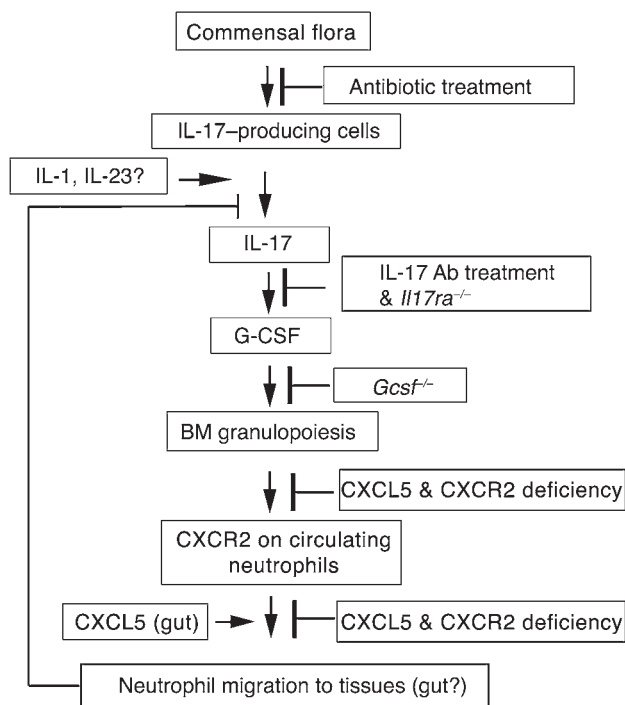 Commensal flora
Antibiotic treatment
IL-17–producing cells
IL-1, IL-23?
IL-17
IL-17 Ab treatment
& Il17ra–/–
G-CSF
Gcsf–/–
BM granulopoiesis
CXCL5 & CXCR2 deficiency
CXCR2 on circulating
neutrophils
CXCL5 (gut)
CXCL5 & CXCR2 deficiency
Neutrophil migration to tissues (gut?)